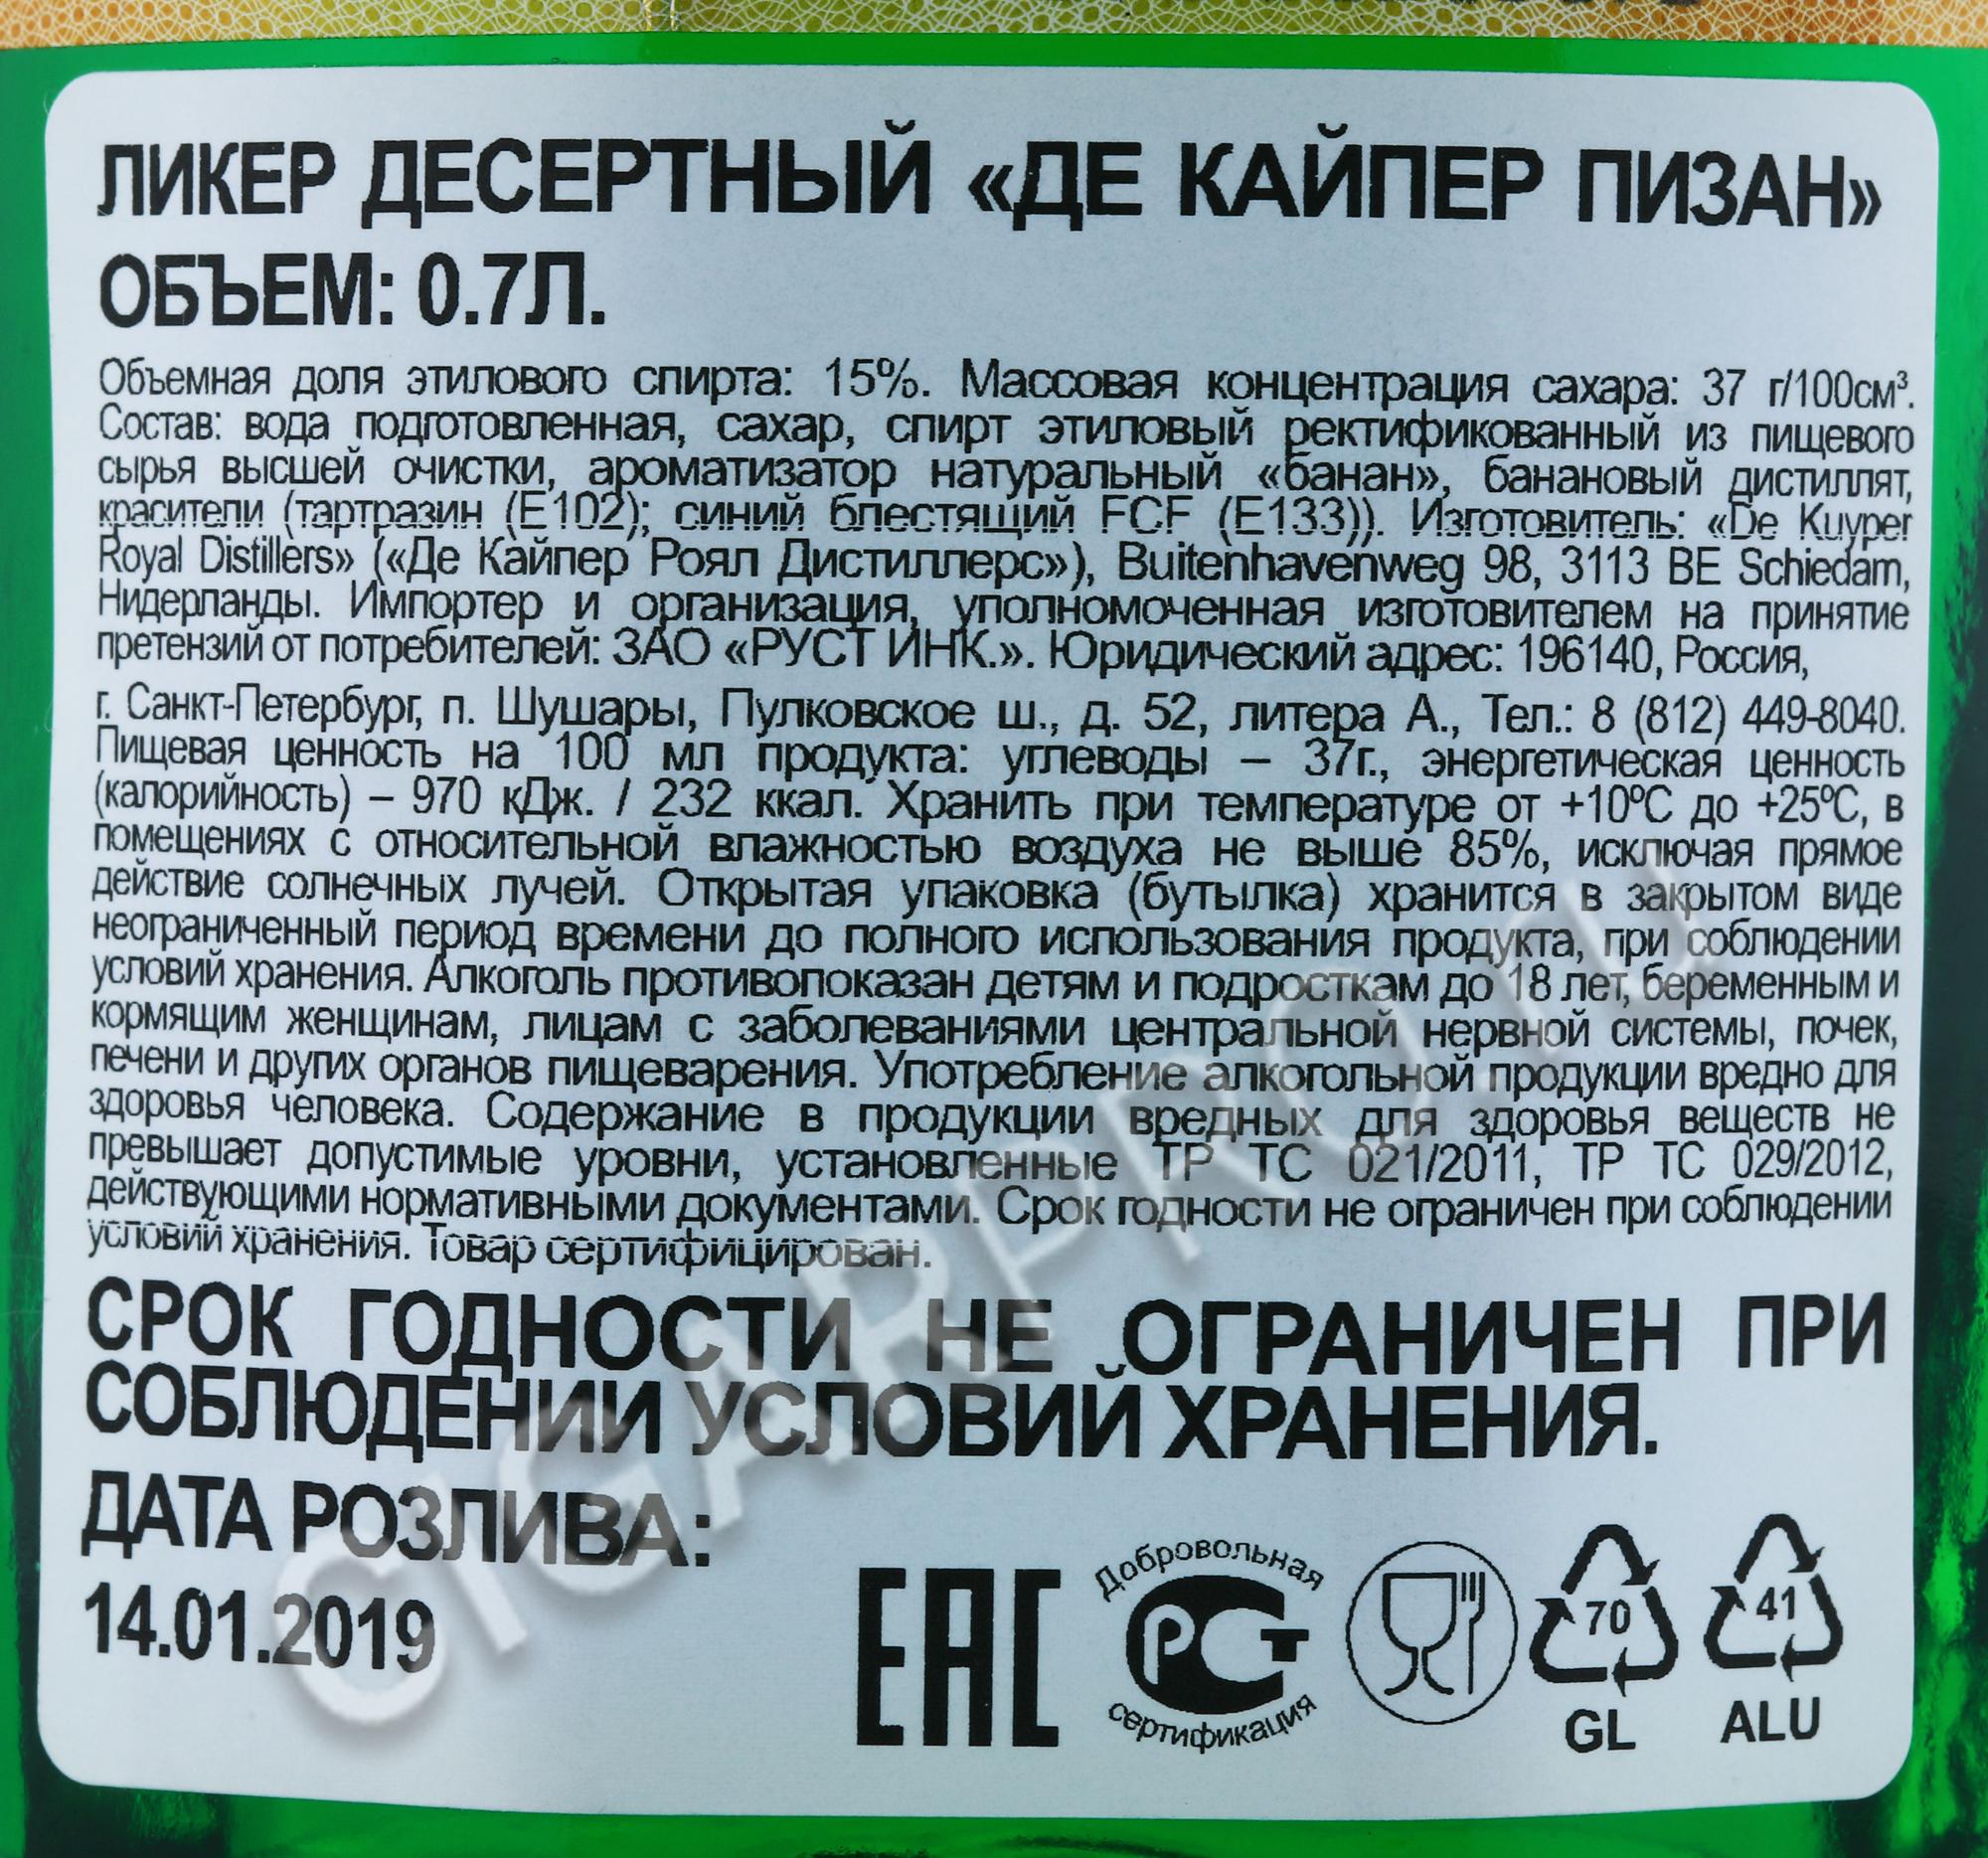 ЛИКЕР ДЕСЕРТНЫЙ «ДЕ КАЙПЕР ПИЗАН»
ОБЪЕМ: 0.7Л.
Объемная доля этилового спирта: 15%. Массовая концентрация сахара: 37 г/100см³.
Состав: вода подготовленная, сахар, спирт этиловый ректификованный из пищевого
сырья высшей очистки, ароматизатор натуральный «банан», банановый дистиллят,
красители (тартразин (Е102); синий блестящий FCF (Е133)). Изготовитель: «De Kuyper
Royal Distillers» («Де Кайпер Роял Дистиллерс»), Buitenhavenweg 98, 3113 BE Schiedam,
Нидерланды. Импортер и организация, уполномоченная изготовителем на принятие
претензий от потребителей: ЗАО «РУСТ ИНК.». Юридический адрес: 196140, Россия,
г. Санкт-Петербург, п. Шушары, Пулковское ш., д. 52, литера А., Тел.: 8 (812) 449-8040.
Пищевая ценность на 100 мл продукта: углеводы – 37г., энергетическая ценность
(калорийность) – 970 кДж. / 232 ккал. Хранить при температуре от +10ºС до +25ºС, в
помещениях с относительной влажностью воздуха не выше 85%, исключая прямое
действие солнечных лучей. Открытая упаковка (бутылка) хранится в закрытом виде
неограниченный период времени до полного использования продукта, при соблюдении
условий хранения. Алкоголь противопоказан детям и подросткам до 18 лет, беременным и
кормящим женщинам, лицам с заболеваниями центральной нервной системы, почек,
печени и других органов пищеварения. Употребление алкогольной продукции вредно для
здоровья человека. Содержание в продукции вредных для здоровья веществ не
превышает допустимые уровни, установленные ТР ТС 021/2011, ТР ТС 029/2012,
действующими нормативными документами. Срок годности не ограничен при соблюдении
условий хранения. Товар сертифицирован.
СРОК ГОДНОСТИ НЕ ОГРАНИЧЕН ПРИ
СОБЛЮДЕНИИ УСЛОВИЙ ХРАНЕНИЯ.
ДАТА РОЗЛИВА:
14.01.2019
ЕАС
Добровольная
РСТ
сертификация
70
GL
41
ALU
CIGARPRO.RU